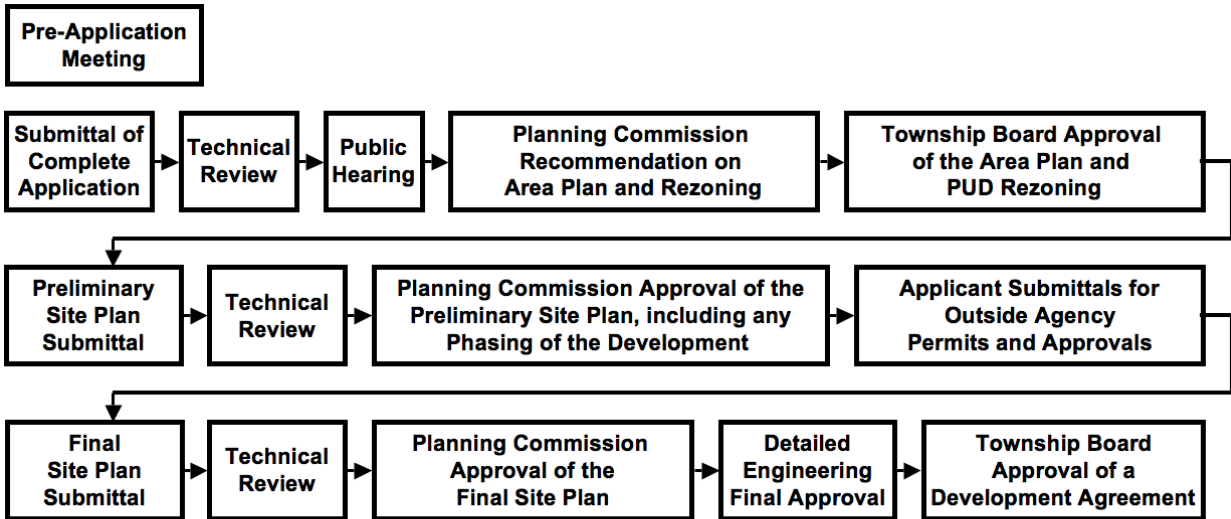 Pre-Application
Meeting
Submittal of
Complete
Application
Technical
Review
Public
Hearing
Planning Commission
Recommendation on
Area Plan and Rezoning
Township Board Approval
of the Area Plan and
PUD Rezoning
Preliminary
Site Plan
Submittal
Technical
Review
Planning Commission Approval of the
Preliminary Site Plan, including any
Phasing of the Development
Applicant Submittals for
Outside Agency
Permits and Approvals
Final
Site Plan
Submittal
Technical
Review
Planning Commission
Approval of the
Final Site Plan
Detailed
Engineering
Final Approval
Township Board
Approval of a
Development Agreement